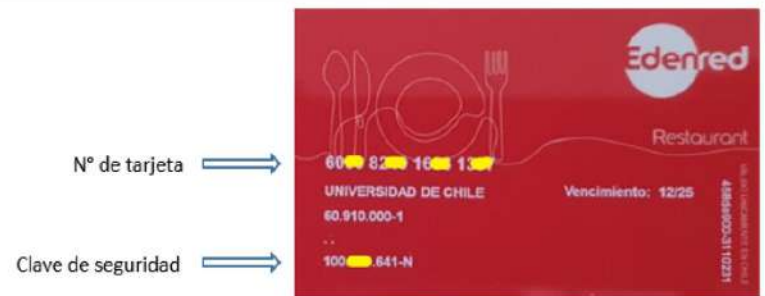 Edenred
Restaurant
N° de tarjeta
UNIVERSIDAD DE CHILE
Vencimiento: 12/25
60.910.000-1
Clave de seguridad